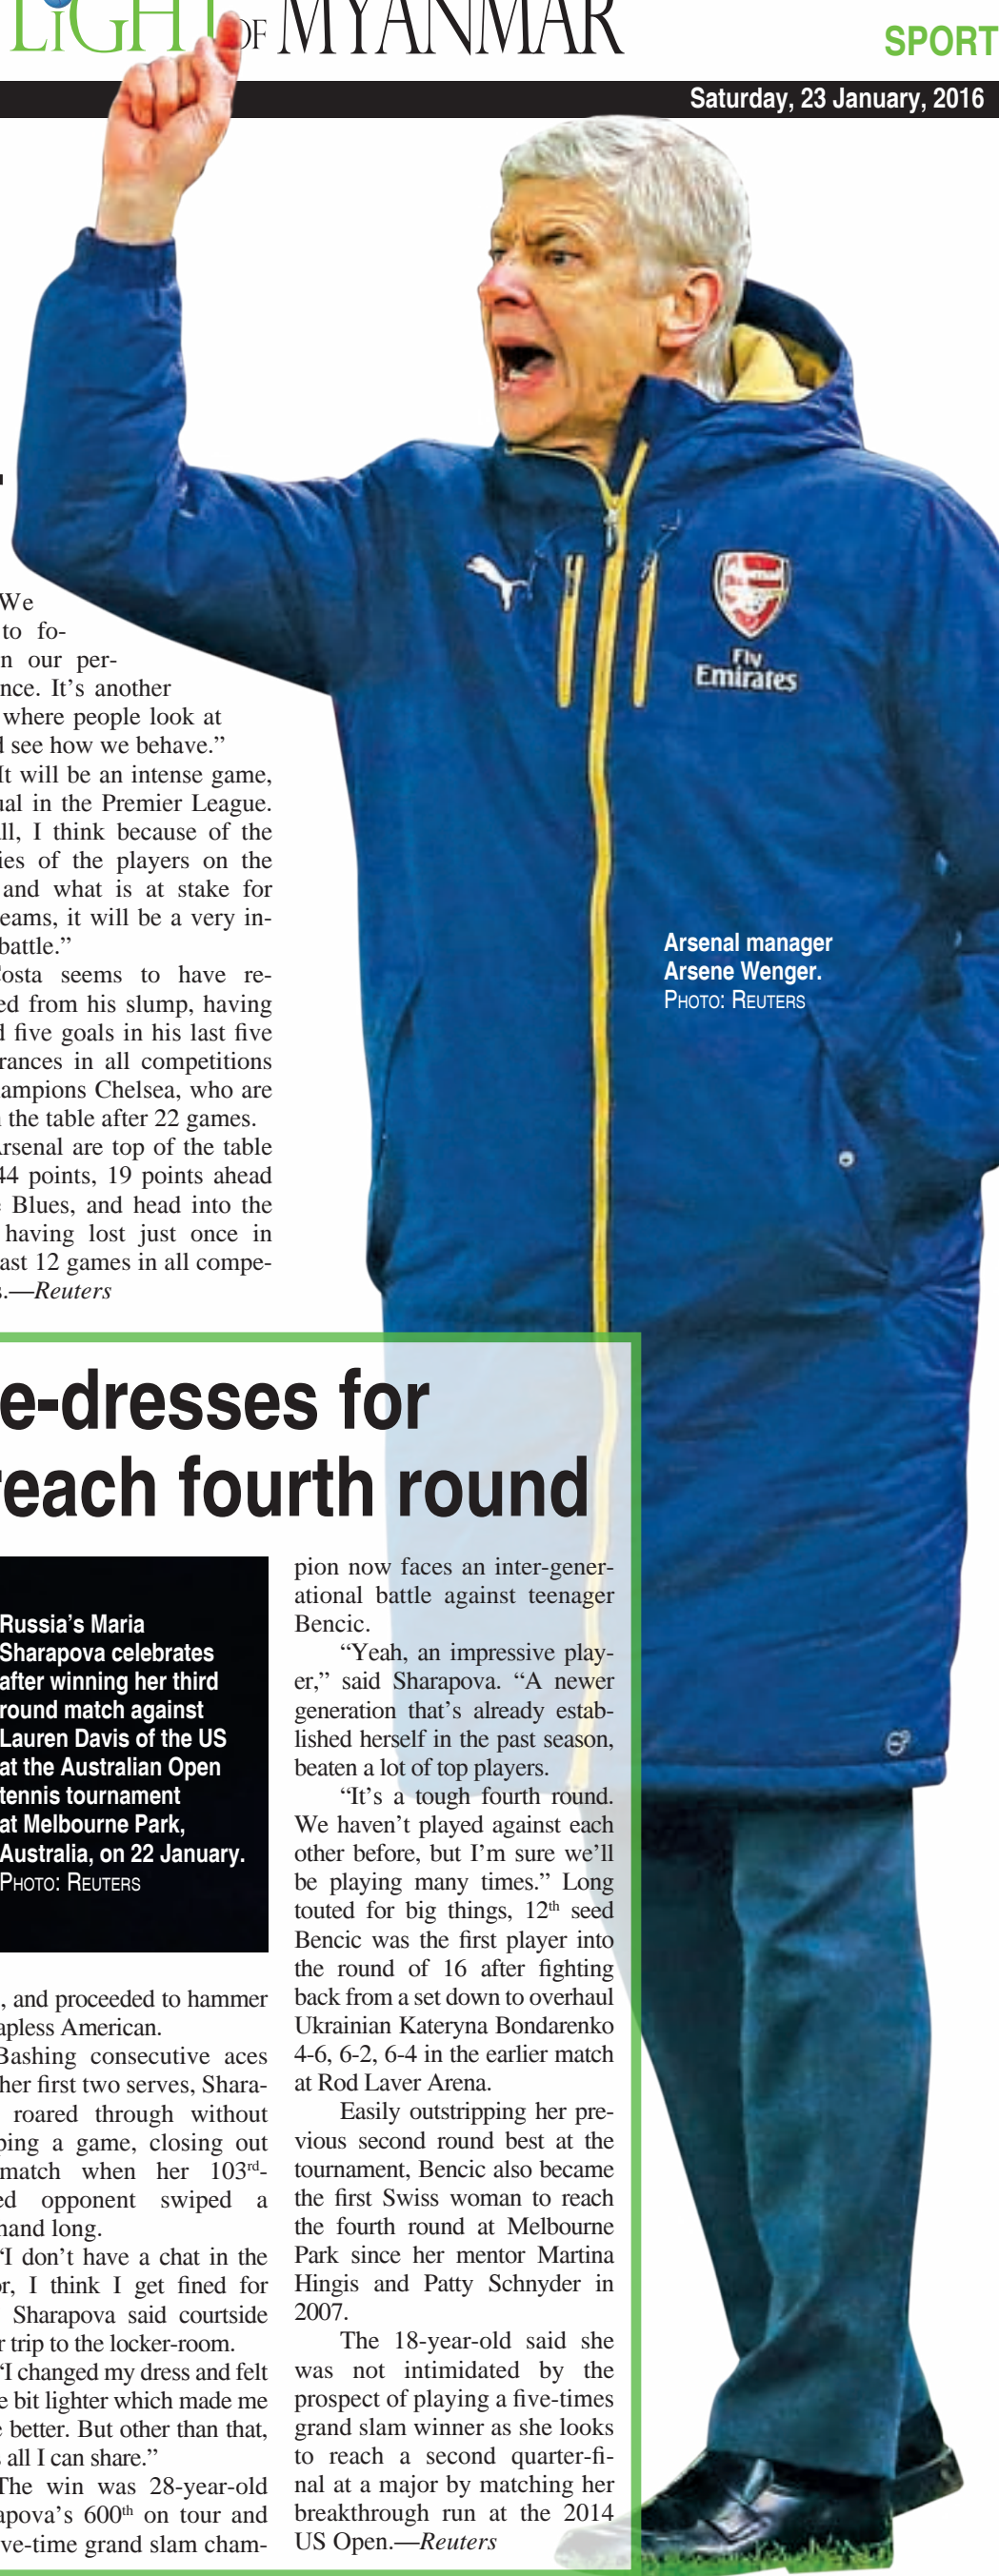 LiGHT OF MYANMAR
SPORT
Saturday, 23 January, 2016
Fly
Emirates
Arsenal manager
Arsene Wenger.
PHOTO: REUTERS
We
to fo-
n our per-
nce. It's another
where people look at
d see how we behave.”
It will be an intense game,
ual in the Premier League.
ll, I think because of the
ies of the players on the
and what is at stake for
eams, it will be a very in-
battle.”
osta seems to have re-
ed from his slump, having
d five goals in his last five
rances in all competitions
ampions Chelsea, who are
the table after 22 games.
Arsenal are top of the table
44 points, 19 points ahead
e Blues, and head into the
having lost just once in
ast 12 games in all compe-
s.—Reuters
e-dresses for
reach fourth round
Russia’s Maria
Sharapova celebrates
after winning her third
round match against
Lauren Davis of the US
at the Australian Open
tennis tournament
at Melbourne Park,
Australia, on 22 January.
PHOTO: REUTERS
, and proceeded to hammer
apless American.
Bashing consecutive aces
her first two serves, Shara-
roared through without
ping a game, closing out
match when her 103rd-
ed opponent swiped a
hand long.
“I don’t have a chat in the
or, I think I get fined for
Sharapova said courtside
r trip to the locker-room.
“I changed my dress and felt
e bit lighter which made me
e better. But other than that,
all I can share.”
The win was 28-year-old
apova’s 600th on tour and
ve-time grand slam cham-
pion now faces an inter-gener-
ational battle against teenager
Bencic.
“Yeah, an impressive play-
er,” said Sharapova. “A newer
generation that’s already estab-
lished herself in the past season,
beaten a lot of top players.
“It’s a tough fourth round.
We haven’t played against each
other before, but I’m sure we’ll
be playing many times.” Long
touted for big things, 12th seed
Bencic was the first player into
the round of 16 after fighting
back from a set down to overhaul
Ukrainian Kateryna Bondarenko
4-6, 6-2, 6-4 in the earlier match
at Rod Laver Arena.
Easily outstripping her pre-
vious second round best at the
tournament, Bencic also became
the first Swiss woman to reach
the fourth round at Melbourne
Park since her mentor Martina
Hingis and Patty Schnyder in
2007.
The 18-year-old said she
was not intimidated by the
prospect of playing a five-times
grand slam winner as she looks
to reach a second quarter-fi-
nal at a major by matching her
breakthrough run at the 2014
US Open.—Reuters